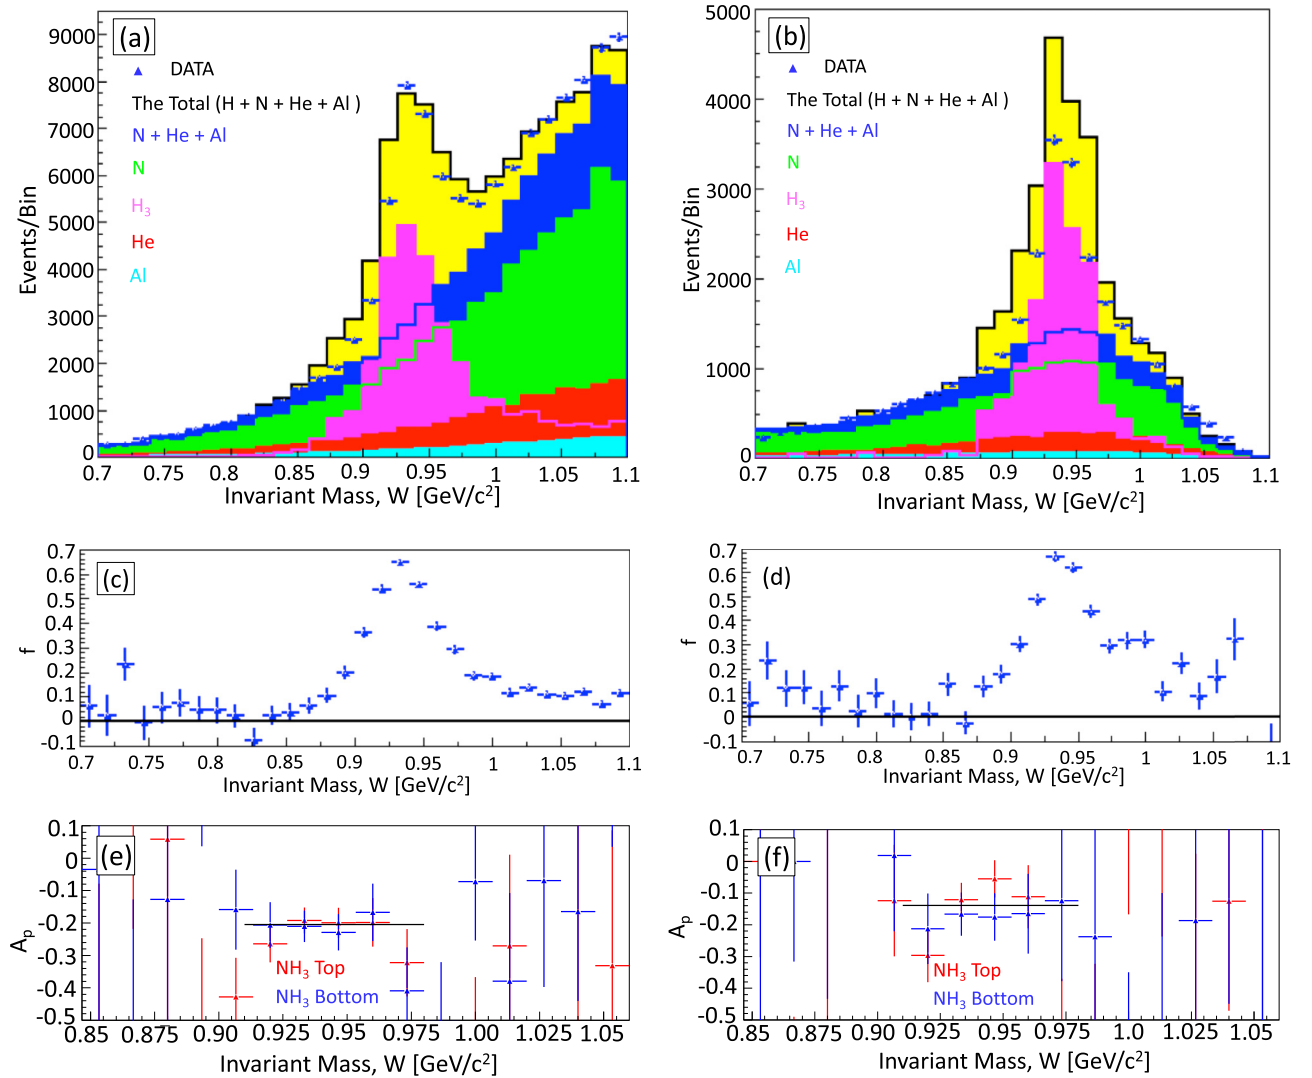 (a)
9000
8000
7000
6000
5000
4000
3000
2000
1000
0
Events/Bin
DATA
The Total (H + N + He + Al )
N + He + Al
N
H3
He
Al
0.7 0.75 0.8 0.85 0.9 0.95 1 1.05 1.1
Invariant Mass, W [GeV/c²]
(b)
5000
4000
3000
2000
1000
0
Events/Bin
DATA
The Total (H + N + He + Al )
N + He + Al
N
H3
He
Al
0.7 0.75 0.8 0.85 0.9 0.95 1 1.05 1.1
Invariant Mass, W [GeV/c²]
(c)
0.7
0.6
0.5
0.4
0.3
0.2
0.1
0
-0.1
f
0.7 0.75 0.8 0.85 0.9 0.95 1 1.05 1.1
Invariant Mass, W [GeV/c²]
(d)
0.7
0.6
0.5
0.4
0.3
0.2
0.1
0
-0.1
f
0.7 0.75 0.8 0.85 0.9 0.95 1 1.05 1.1
Invariant Mass, W [GeV/c²]
(e)
0.1
0
-0.1
-0.2
-0.3
-0.4
-0.5
Ap
NH3 Top
NH3 Bottom
0.85 0.875 0.90 0.925 0.95 0.975 1.00 1.025 1.05
Invariant Mass, W [GeV/c²]
(f)
0.1
0
-0.1
-0.2
-0.3
-0.4
-0.5
Ap
NH3 Top
NH3 Bottom
0.85 0.875 0.90 0.925 0.95 0.975 1.00 1.025 1.05
Invariant Mass, W [GeV/c²]